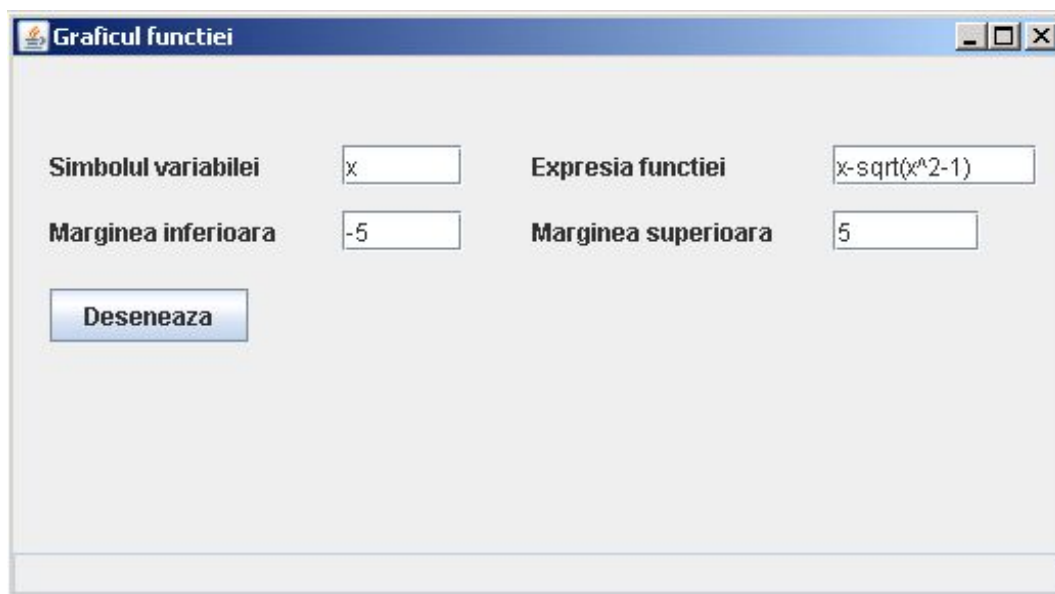 Graficul functiei
Simbolul variabilei x Expresia functiei x-sqrt(x^2-1)
Marginea inferioara -5 Marginea superioara 5
Deseneaza